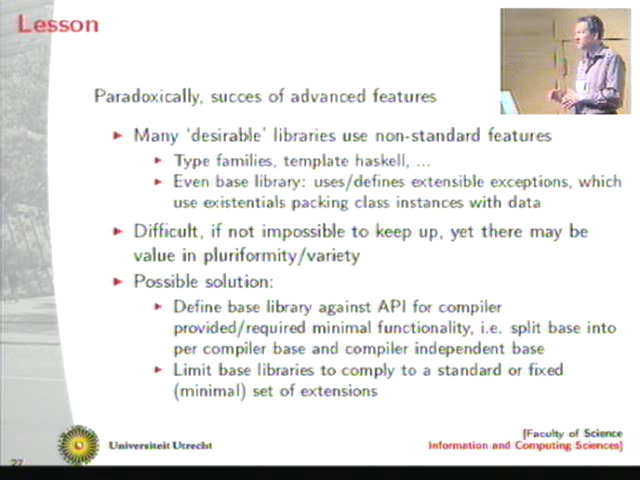 Lesson
Paradoxically, succes of advanced features
Many 'desirable' libraries use non-standard features
Type families, template haskell, ...
Even base library: uses/defines extensible exceptions, which
use existentials packing class instances with data
Difficult, if not impossible to keep up, yet there may be
value in pluriformity/variety
Possible solution:
Define base library against API for compiler
provided/required minimal functionality, i.e. split base into
per compiler base and compiler independent base
Limit base libraries to comply to a standard or fixed
(minimal) set of extensions
Universiteit Utrecht
[Faculty of Science
Information and Computing Sciences]
27